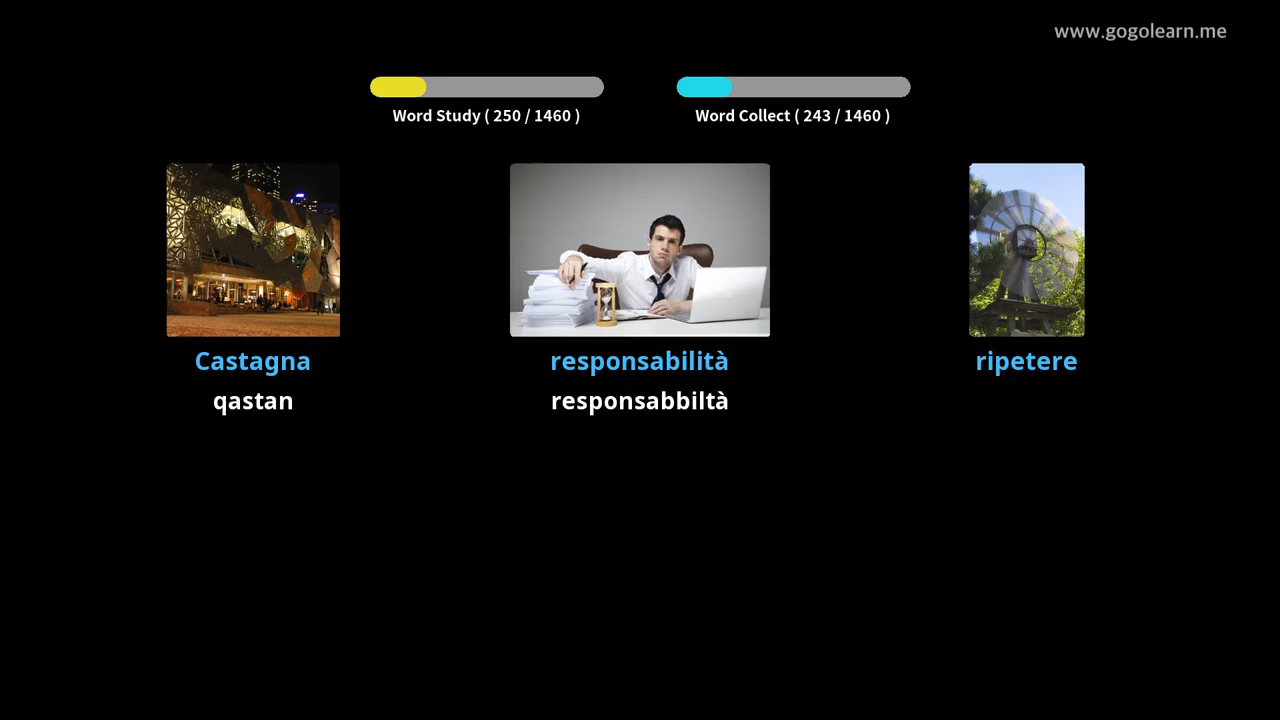 www.gogolearn.me
Word Study ( 250 / 1460 )
Word Collect ( 243 / 1460 )
Castagna
responsabilità
ripetere
qastan
responsabbiltà